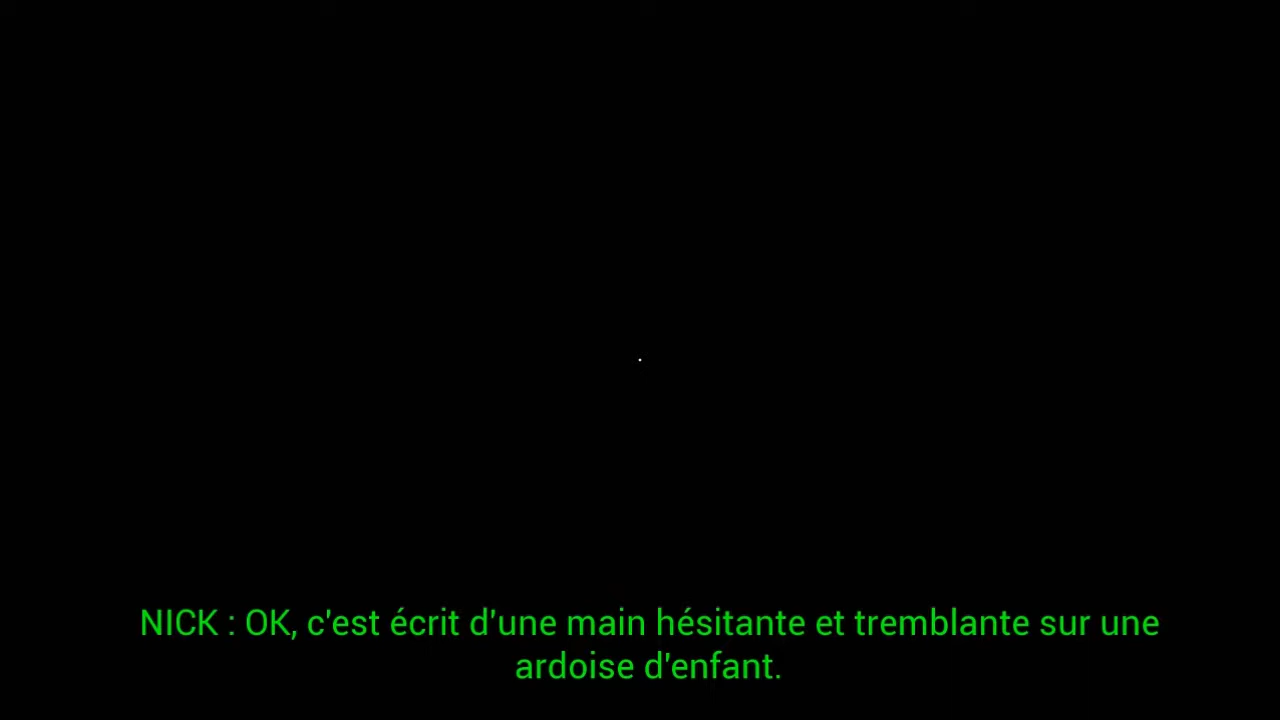 NICK : OK, c'est écrit d'une main hésitante et tremblante sur une
ardoise d'enfant.